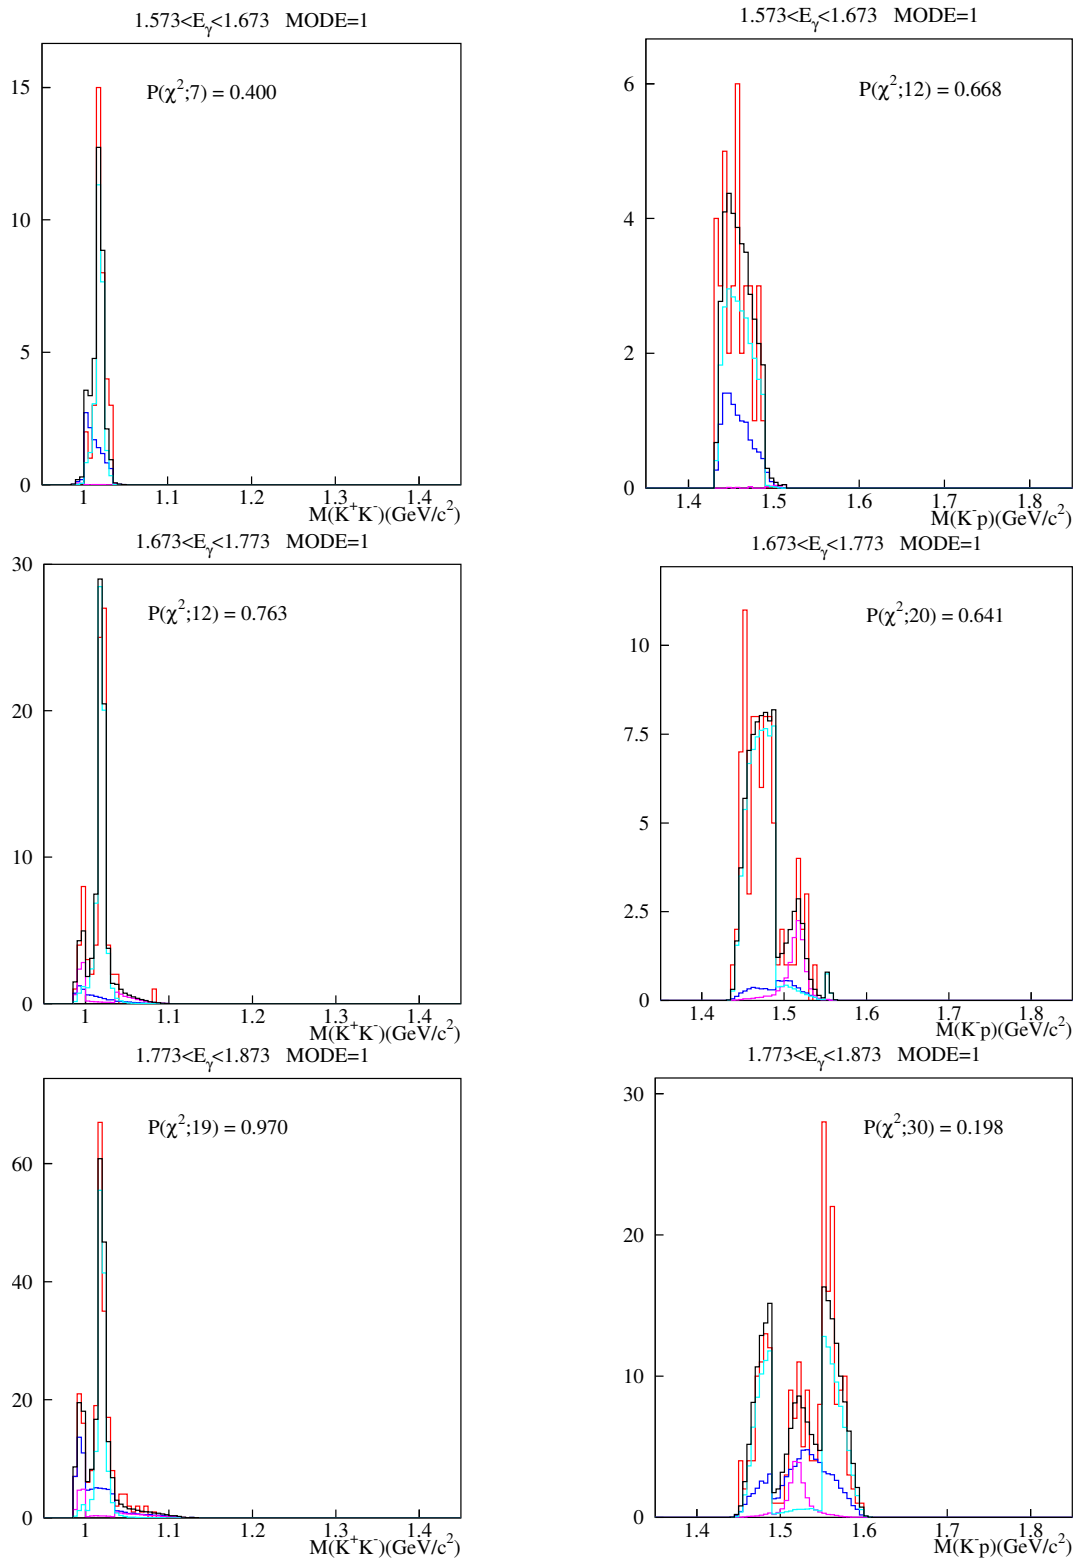 1.573<Eγ<1.673 MODE=1
P(χ²;7) = 0.400
15
10
5
0
1 1.1 1.2 1.3 1.4
M(K⁺K⁻)(GeV/c²)
1.573<Eγ<1.673 MODE=1
P(χ²;12) = 0.668
6
4
2
0
1.4 1.5 1.6 1.7 1.8
M(K⁻p)(GeV/c²)
1.673<Eγ<1.773 MODE=1
P(χ²;12) = 0.763
30
20
10
0
1 1.1 1.2 1.3 1.4
M(K⁺K⁻)(GeV/c²)
1.673<Eγ<1.773 MODE=1
P(χ²;20) = 0.641
10
7.5
5
2.5
0
1.4 1.5 1.6 1.7 1.8
M(K⁻p)(GeV/c²)
1.773<Eγ<1.873 MODE=1
P(χ²;19) = 0.970
60
40
20
0
1 1.1 1.2 1.3 1.4
M(K⁺K⁻)(GeV/c²)
1.773<Eγ<1.873 MODE=1
P(χ²;30) = 0.198
30
20
10
0
1.4 1.5 1.6 1.7 1.8
M(K⁻p)(GeV/c²)